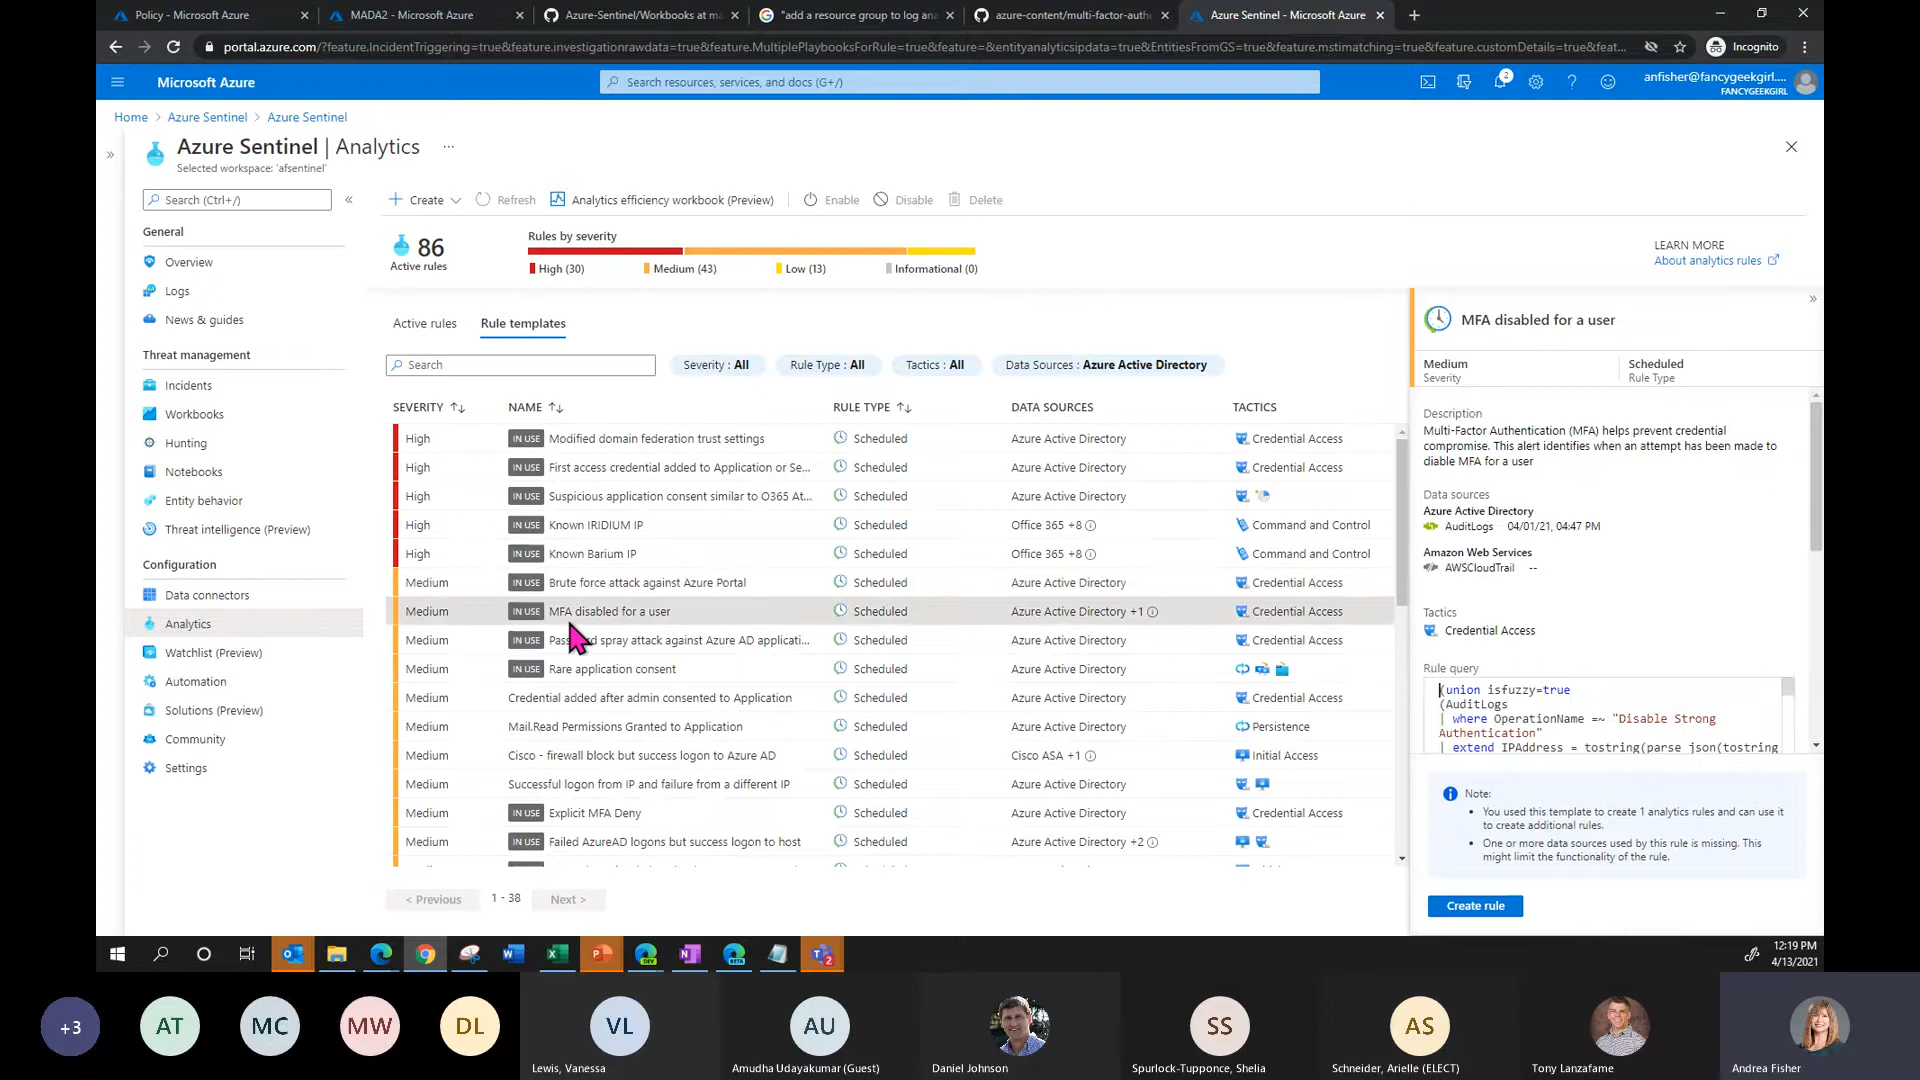 Policy - Microsoft Azure
MADA2 - Microsoft Azure
Azure-Sentinel/Workbooks at ma
"add a resource group to log ana
azure-content/multi-factor-authe
Azure Sentinel - Microsoft Azure
portal.azure.com/?feature.IncidentTriggering=true&feature.investigationrawdata=true&feature.MultiplePlaybooksForRule=true&feature=&entityanalyticsipdata=true&EntitiesFromGS=true&feature.mstimatching=true&feature.customDetails=true&feat...
Incognito
Microsoft Azure
Search resources, services, and docs (G+/)
2
anfisher@fancygeekgirl....
FANCYGEEKGIRL
Home > Azure Sentinel > Azure Sentinel
Azure Sentinel | Analytics ...
Selected workspace: 'afsentinel'
Search (Ctrl+/)
General
Overview
Logs
News & guides
Threat management
Incidents
Workbooks
Hunting
Notebooks
Entity behavior
Threat intelligence (Preview)
Configuration
Data connectors
Analytics
Watchlist (Preview)
Automation
Solutions (Preview)
Community
Settings
Create
Refresh
Analytics efficiency workbook (Preview)
Enable
Disable
Delete
86
Active rules
Rules by severity
High (30)
Medium (43)
Low (13)
Informational (0)
LEARN MORE
About analytics rules
Active rules
Rule templates
Search
Severity : All
Rule Type : All
Tactics : All
Data Sources : Azure Active Directory
SEVERITY NAME RULE TYPE DATA SOURCES TACTICS
High IN USE Modified domain federation trust settings Scheduled Azure Active Directory Credential Access
High IN USE First access credential added to Application or Se... Scheduled Azure Active Directory Credential Access
High IN USE Suspicious application consent similar to O365 At... Scheduled Azure Active Directory
High IN USE Known IRIDIUM IP Scheduled Office 365 +8 Command and Control
High IN USE Known Barium IP Scheduled Office 365 +8 Command and Control
Medium IN USE Brute force attack against Azure Portal Scheduled Azure Active Directory Credential Access
Medium IN USE MFA disabled for a user Scheduled Azure Active Directory +1 Credential Access
Medium IN USE spray attack against Azure AD applicati... Scheduled Azure Active Directory Credential Access
Medium IN USE Rare application consent Scheduled Azure Active Directory
Medium Credential added after admin consented to Application Scheduled Azure Active Directory Credential Access
Medium Mail.Read Permissions Granted to Application Scheduled Azure Active Directory Persistence
Medium Cisco - firewall block but success logon to Azure AD Scheduled Cisco ASA +1 Initial Access
Medium Successful logon from IP and failure from a different IP Scheduled Azure Active Directory
Medium IN USE Explicit MFA Deny Scheduled Azure Active Directory Credential Access
Medium IN USE Failed AzureAD logons but success logon to host Scheduled Azure Active Directory +2
< Previous 1 - 38 Next >
MFA disabled for a user
Medium
Severity
Scheduled
Rule Type
Description
Multi-Factor Authentication (MFA) helps prevent credential
compromise. This alert identifies when an attempt has been made to
diable MFA for a user
Data sources
Azure Active Directory
AuditLogs 04/01/21, 04:47 PM
Amazon Web Services
AWSCloudTrail --
Tactics
Credential Access
Rule query
(union isfuzzy=true
(AuditLogs
| where OperationName =~ "Disable Strong
Authentication"
| extend IPAddress = tostring(parse_json(tostring
Note:
• You used this template to create 1 analytics rules and can use it
to create additional rules.
• One or more data sources used by this rule is missing. This
might limit the functionality of the rule.
Create rule
12:19 PM
4/13/2021
+3
AT
MC
MW
DL
VL
AU
SS
AS
Lewis, Vanessa
Amudha Udayakumar (Guest)
Daniel Johnson
Spurlock-Tupponce, Shelia
Schneider, Arielle (ELECT)
Tony Lanzafame
Andrea Fisher